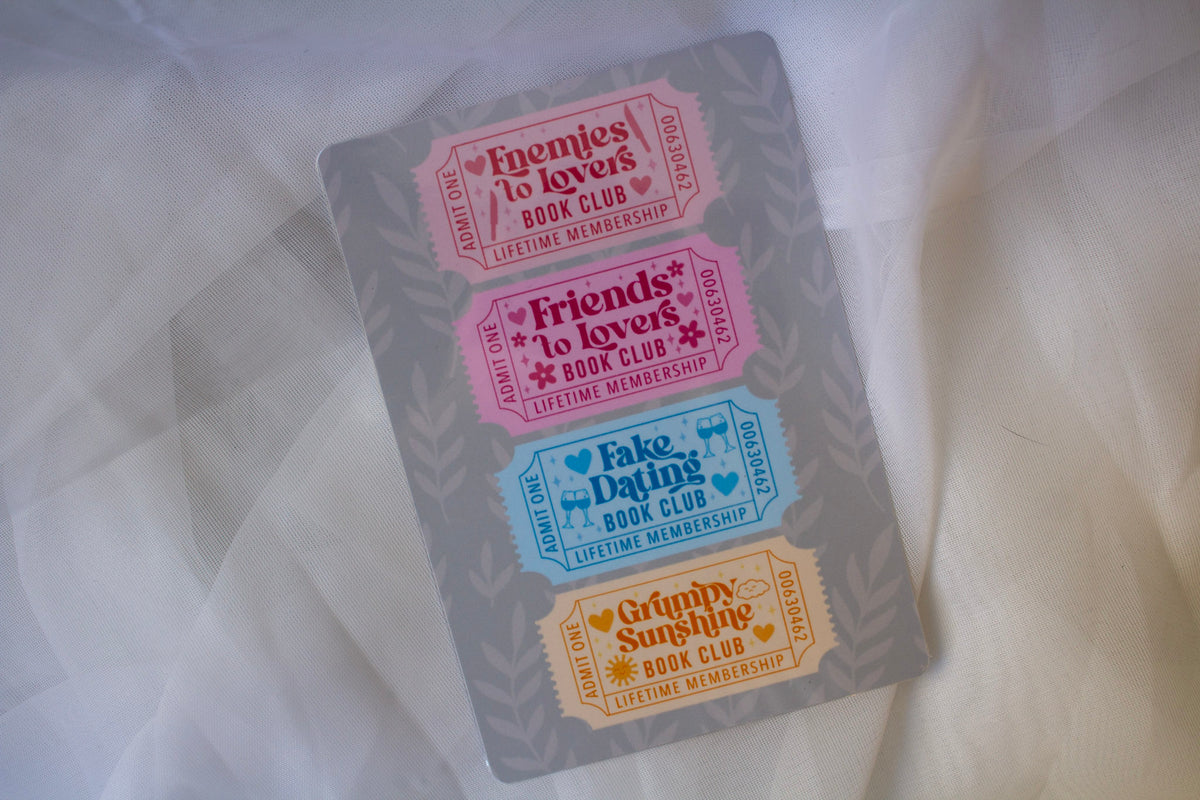 ADMIT ONE
Enemies
to Lovers
BOOK CLUB
LIFETIME MEMBERSHIP
00630462
ADMIT ONE
Friends
to Lovers
BOOK CLUB
LIFETIME MEMBERSHIP
00630462
ADMIT ONE
Fake
Dating
BOOK CLUB
LIFETIME MEMBERSHIP
00630462
ADMIT ONE
Grumpy
Sunshine
BOOK CLUB
LIFETIME MEMBERSHIP
00630462